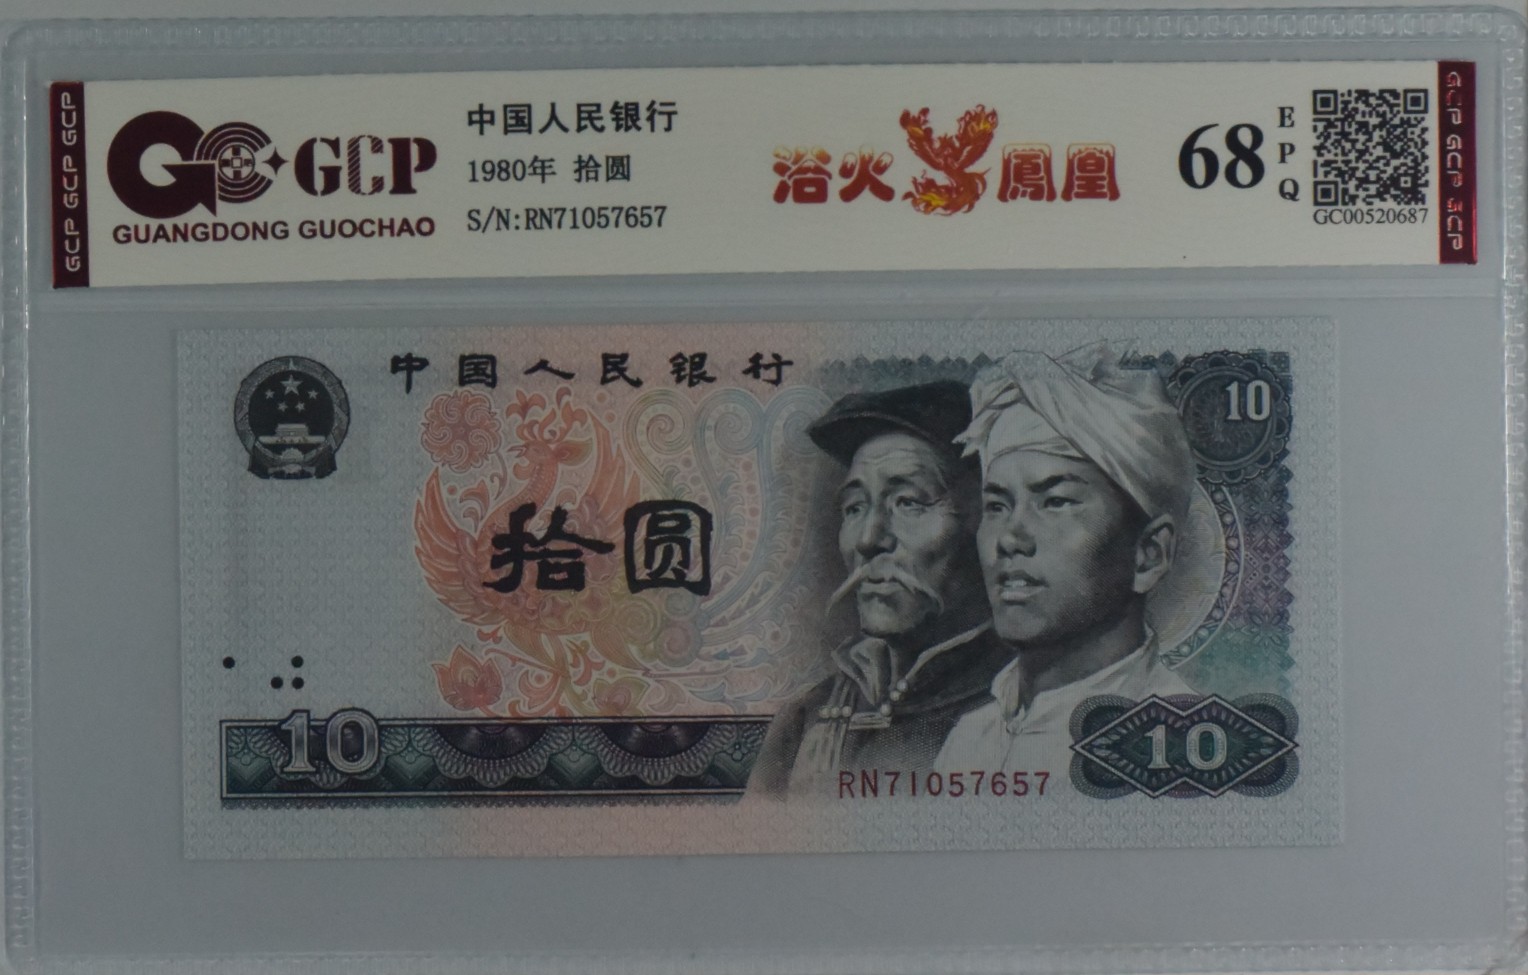 GCP GCP GCP
GCP
GUANGDONG GUOCHAO
中国人民银行
1980年 拾圆
S/N:RN71057657
浴火鳳凰
68
EPQ
GC00520687
GCP GCP GCP
中国人民银行
10
拾圆
10
10
RN71057657